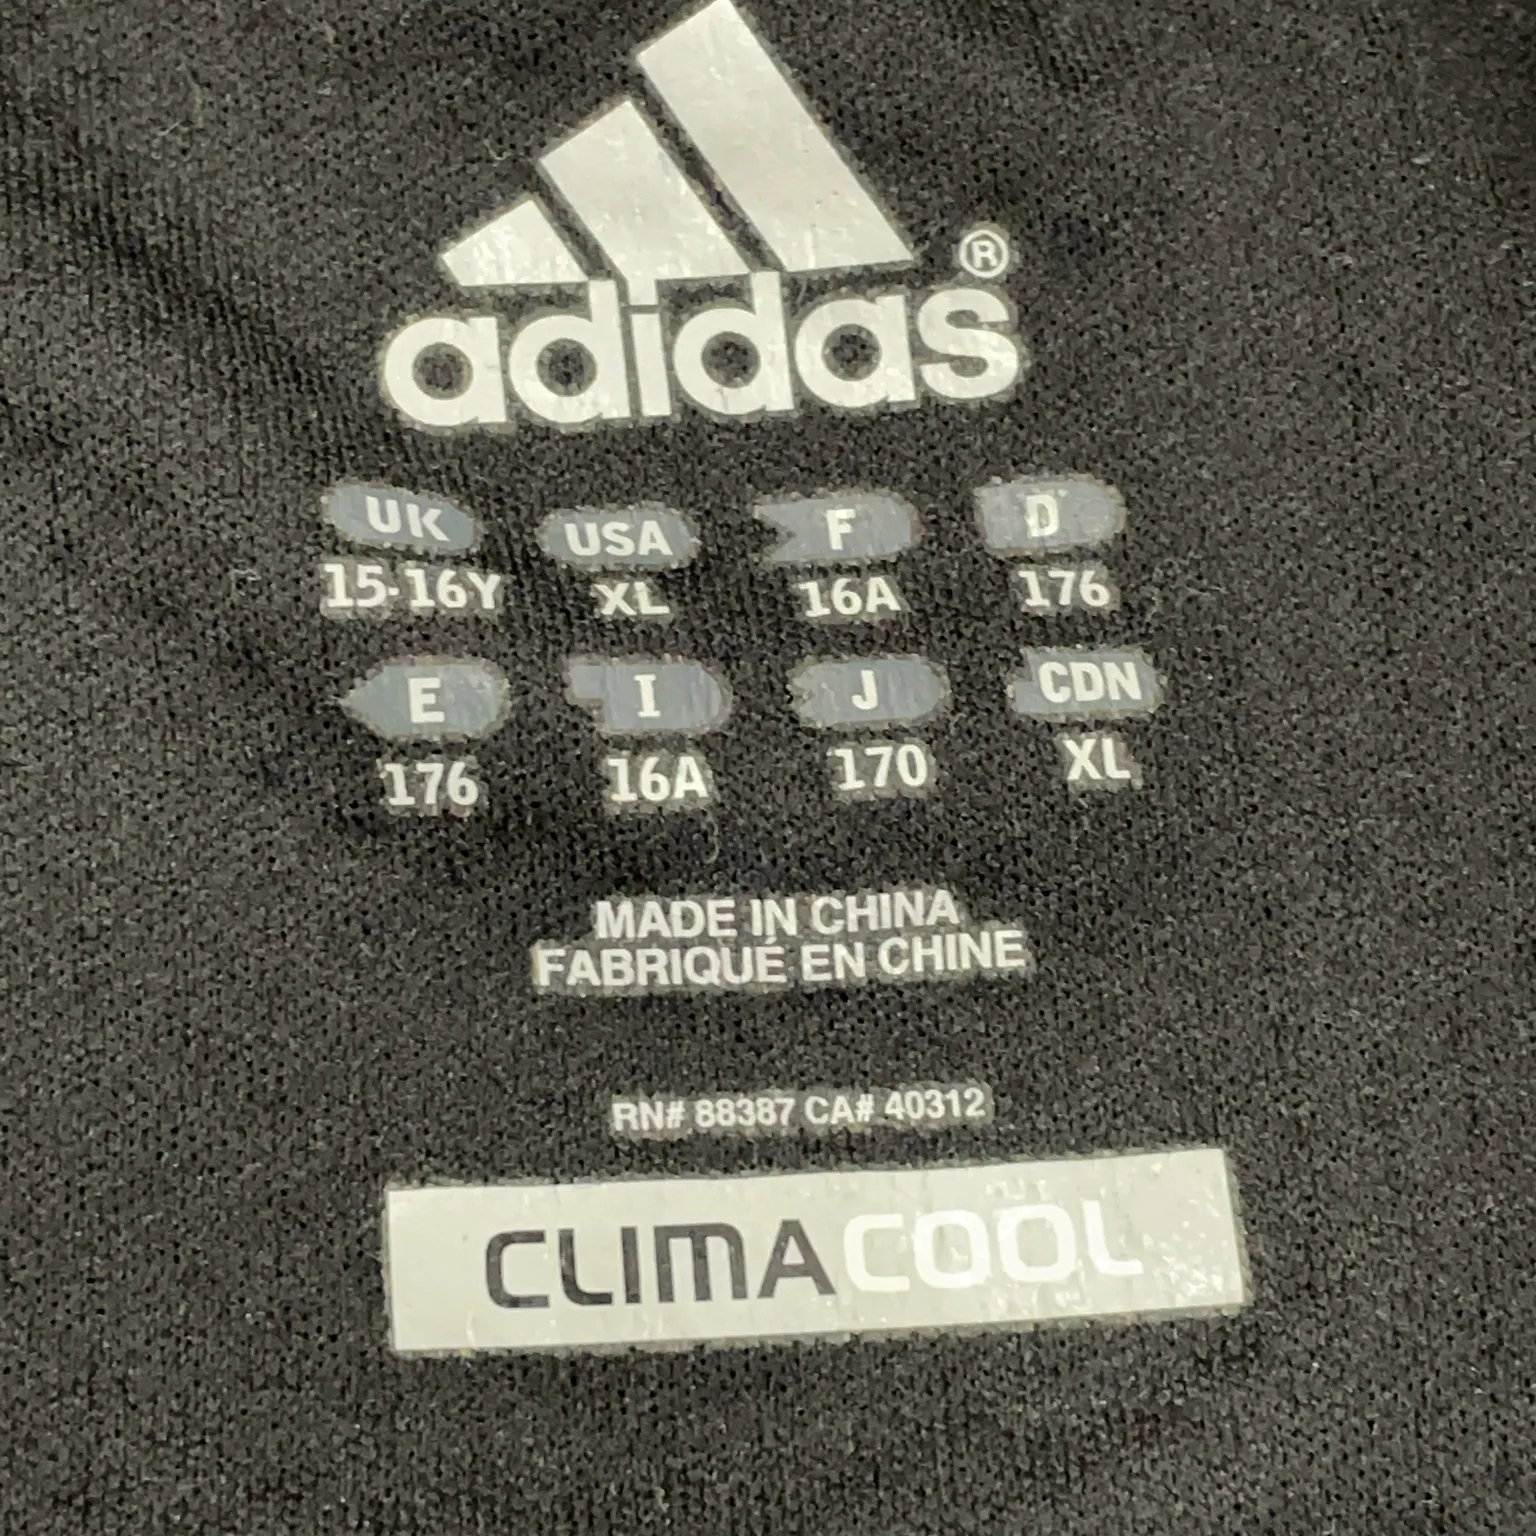 adidas®
UK USA F D
15-16Y XL 16A 176
E I J CDN
176 16A 170 XL
MADE IN CHINA
FABRIQUÉ EN CHINE
RN# 88387 CA# 40312
CLIMACOOL